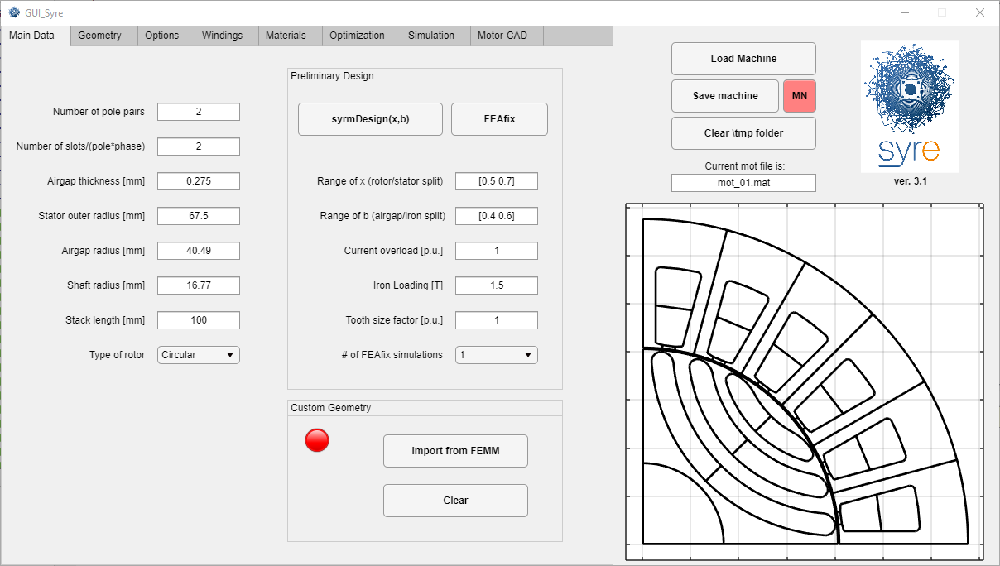 GUI_Syre
Main Data Geometry Options Windings Materials Optimization Simulation Motor-CAD
Number of pole pairs 2
Number of slots/(pole*phase) 2
Airgap thickness [mm] 0.275
Stator outer radius [mm] 67.5
Airgap radius [mm] 40.49
Shaft radius [mm] 16.77
Stack length [mm] 100
Type of rotor Circular
Preliminary Design
syrmDesign(x,b) FEAfix
Range of x (rotor/stator split) [0.5 0.7]
Range of b (airgap/iron split) [0.4 0.6]
Current overload [p.u.] 1
Iron Loading [T] 1.5
Tooth size factor [p.u.] 1
# of FEAfix simulations 1
Custom Geometry
Import from FEMM
Clear
Load Machine
Save machine MN
Clear \tmp folder
Current mot file is:
mot_01.mat
syre
ver. 3.1